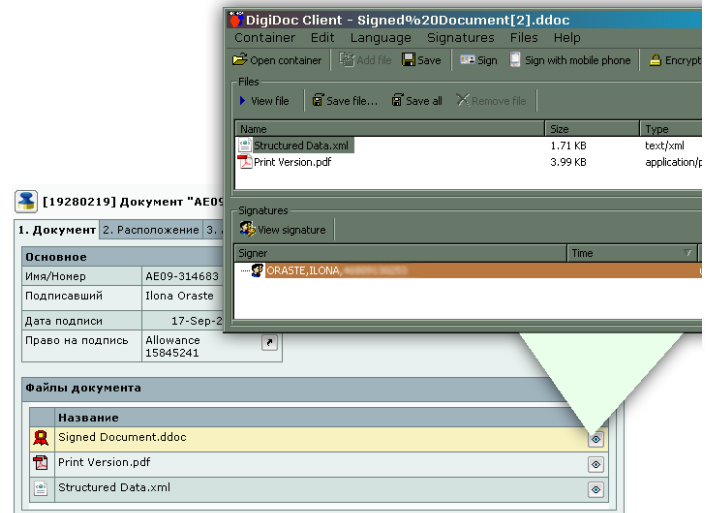 DigiDoc Client - Signed%20Document[2].ddoc
Container Edit Language Signatures Files Help
Open container Add file Save Sign Sign with mobile phone Encrypt
Files
View file Save file... Save all Remove file
Name Size Type
Structured Data.xml 1.71 KB text/xml
Print Version.pdf 3.99 KB application/p
Signatures
View signature
Signer Time
ORASTE,ILONA,
[19280219] Документ "AE09
1. Документ 2. Расположение 3.
Основное
Имя/Номер AE09-314683
Подписавший Ilona Oraste
Дата подписи 17-Sep-2
Право на подпись Allowance
15845241
Файлы документа
Название
Signed Document.ddoc
Print Version.pdf
Structured Data.xml